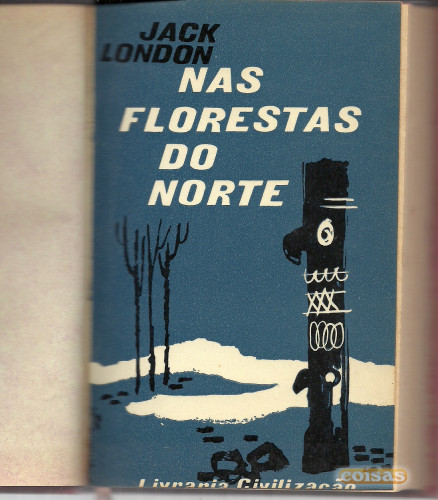 JACK
LONDON
NAS
FLORESTAS
DO
NORTE
Livraria Civilização
coisas